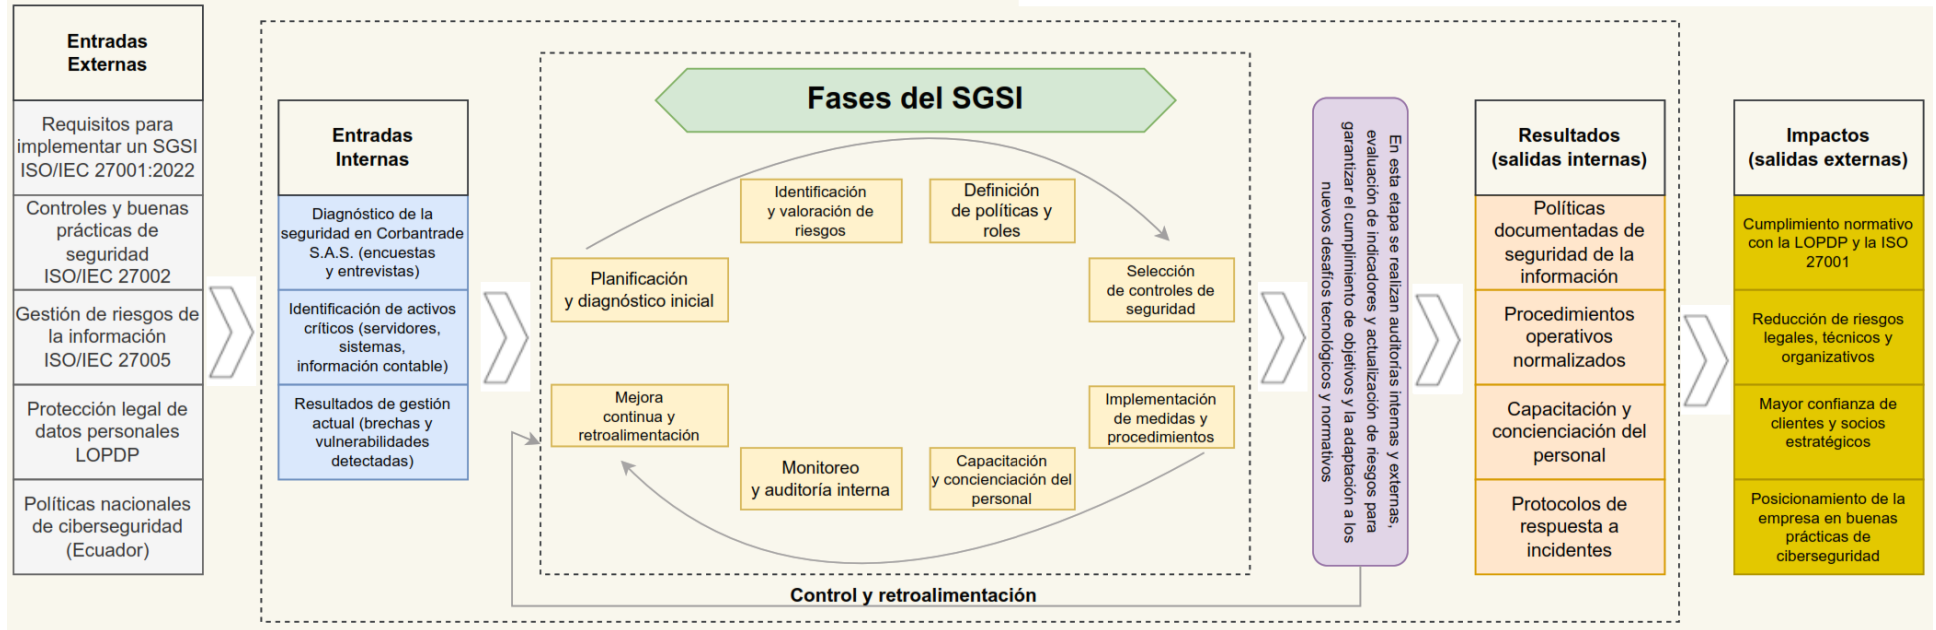 Entradas
Externas
Requisitos para
implementar un SGSI
ISO/IEC 27001:2022
Controles y buenas
prácticas de
seguridad
ISO/IEC 27002
Gestión de riesgos de
la información
ISO/IEC 27005
Protección legal de
datos personales
LOPDP
Políticas nacionales
de ciberseguridad
(Ecuador)
Entradas
Internas
Diagnóstico de la
seguridad en Corbantrade
S.A.S. (encuestas
y entrevistas)
Identificación de activos
críticos (servidores,
sistemas,
información contable)
Resultados de gestión
actual (brechas y
vulnerabilidades
detectadas)
Fases del SGSI
Planificación
y diagnóstico inicial
Identificación
y valoración de
riesgos
Definición
de políticas y
roles
Selección
de controles de
seguridad
Implementación
de medidas y
procedimientos
Capacitación
y concienciación del
personal
Monitoreo
y auditoría interna
Mejora
continua y
retroalimentación
Control y retroalimentación
En esta etapa se realizan auditorías internas y externas,
evaluación de indicadores y actualización de riesgos para
garantizar el cumplimiento de objetivos y la adaptación a los
nuevos desafíos tecnológicos y normativos
Resultados
(salidas internas)
Políticas
documentadas de
seguridad de la
información
Procedimientos
operativos
normalizados
Capacitación y
concienciación del
personal
Protocolos de
respuesta a
incidentes
Impactos
(salidas externas)
Cumplimiento normativo
con la LOPDP y la ISO
27001
Reducción de riesgos
legales, técnicos y
organizativos
Mayor confianza de
clientes y socios
estratégicos
Posicionamiento de la
empresa en buenas
prácticas de
ciberseguridad